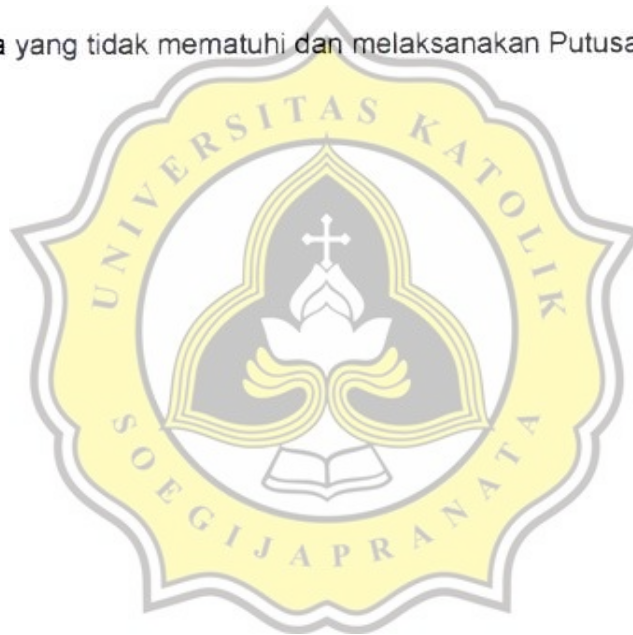 a yang tidak mematuhi dan melaksanakan Putusa
UNIVERSITAS KATOLIK
SOEGIJAPRANATA